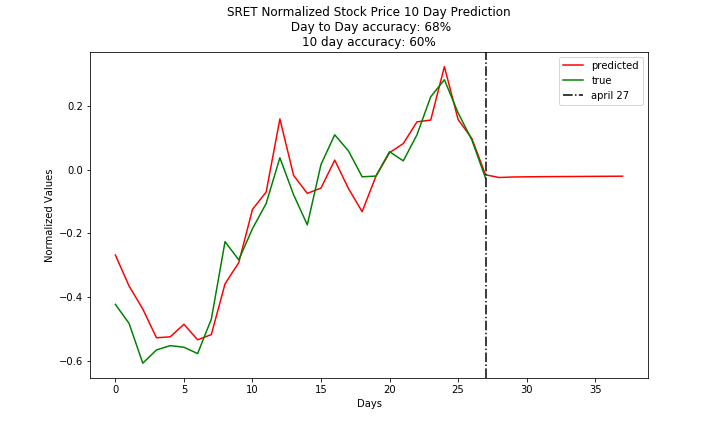 SRET Normalized Stock Price 10 Day Prediction
Day to Day accuracy: 68%
10 day accuracy: 60%
predicted
true
april 27
0.2
0.0
−0.2
−0.4
−0.6
Normalized Values
0 5 10 15 20 25 30 35
Days